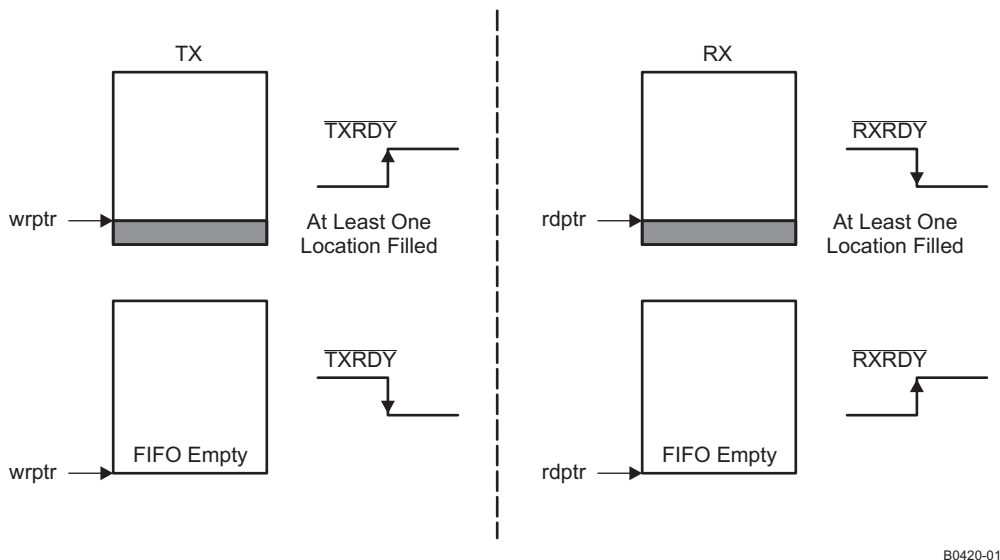 TX
TXRDY
wrptr
At Least One
Location Filled
TXRDY
wrptr
FIFO Empty
RX
RXRDY
rdptr
At Least One
Location Filled
RXRDY
rdptr
FIFO Empty
B0420-01